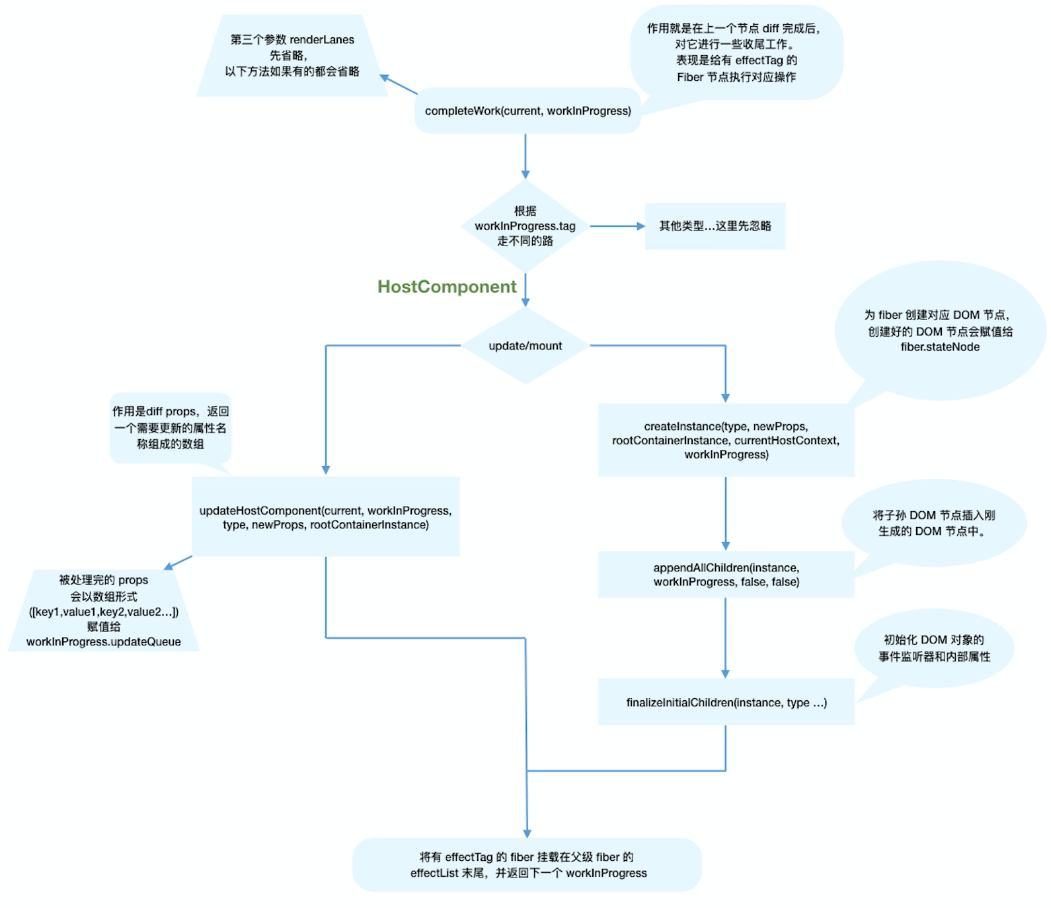 第三个参数 renderLanes
先省略，
以下方法如果有的都会省略
作用就是在上一个节点 diff 完成后，
对它进行一些收尾工作。
表现是给有 effectTag 的
Fiber 节点执行对应操作
completeWork(current, workInProgress)
根据
workInProgress.tag
走不同的路
其他类型...这里先忽略
HostComponent
update/mount
为 fiber 创建对应 DOM 节点，
创建好的 DOM 节点会赋值给
fiber.stateNode
作用是diff props，返回
一个需要更新的属性名
称组成的数组
createInstance(type, newProps,
rootContainerInstance, currentHostContext,
workInProgress)
updateHostComponent(current, workInProgress,
type, newProps, rootContainerInstance)
将子孙 DOM 节点插入刚
生成的 DOM 节点中。
appendAllChildren(instance,
workInProgress, false, false)
被处理完的 props
会以数组形式
([key1,value1,key2,value2...])
赋值给
workInProgress.updateQueue
初始化 DOM 对象的
事件监听器和内部属性
finalizeInitialChildren(instance, type ...)
将有 effectTag 的 fiber 挂载在父级 fiber 的
effectList 末尾，并返回下一个 workInProgress